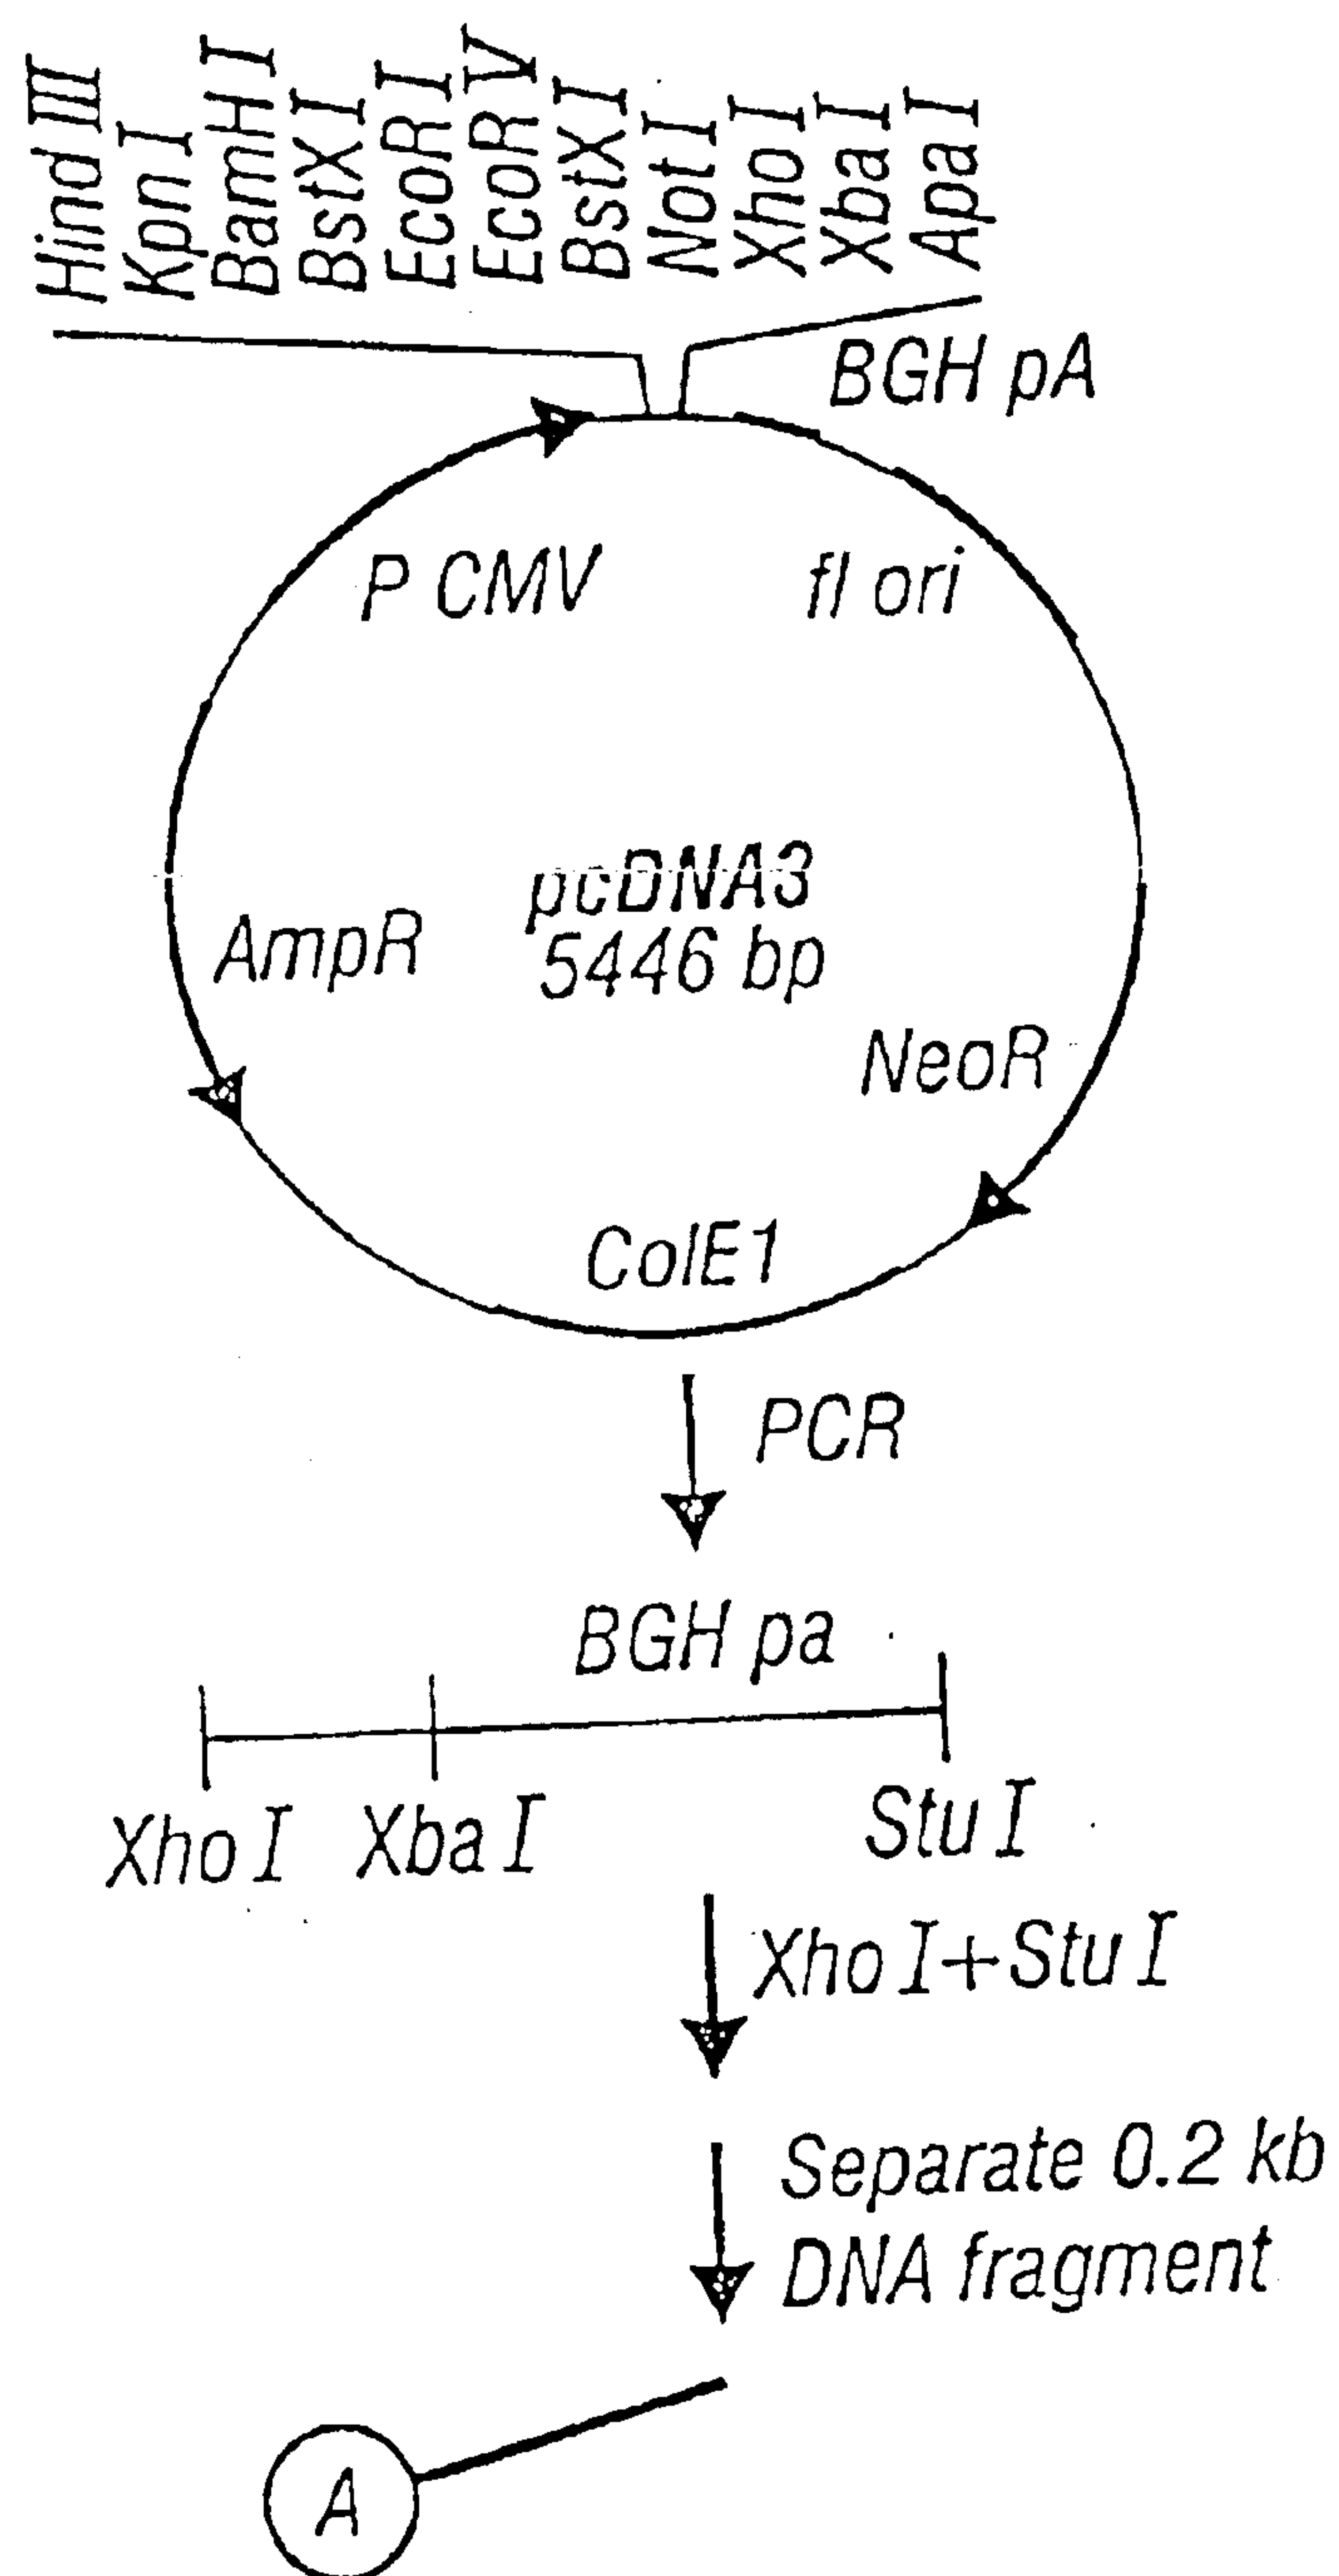 Hind III
Kpn I
BamH I
BstX I
EcoR I
EcoR V
BstX I
Not I
Xho I
Xba I
Apa I
BGH pA
P CMV
f1 ori
pcDNA3
5446 bp
AmpR
NeoR
ColE1
PCR
BGH pa
Xho I
Xba I
Stu I
Xho I+Stu I
Separate 0.2 kb
DNA fragment
A